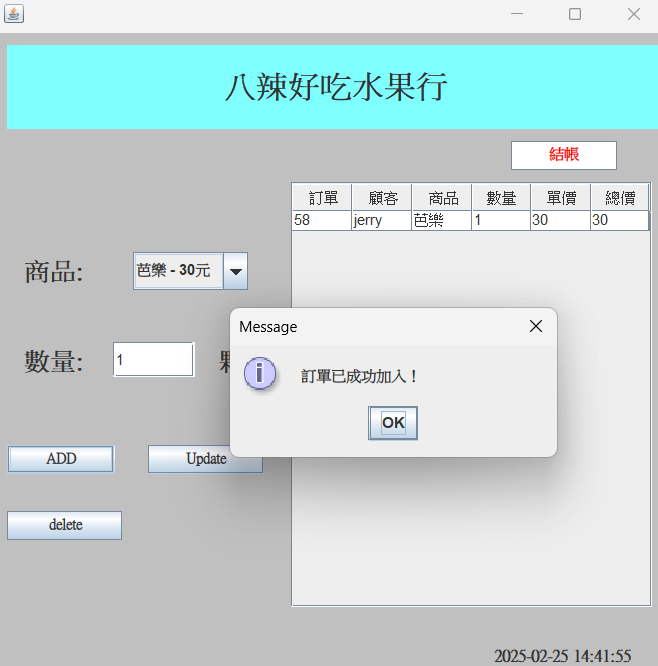 八辣好吃水果行
結帳
訂單 顧客 商品 數量 單價 總價
58 jerry 芭樂 1 30 30
商品: 芭樂 - 30元
Message
數量: 1
訂單已成功加入！
OK
ADD Update
delete
2025-02-25 14:41:55